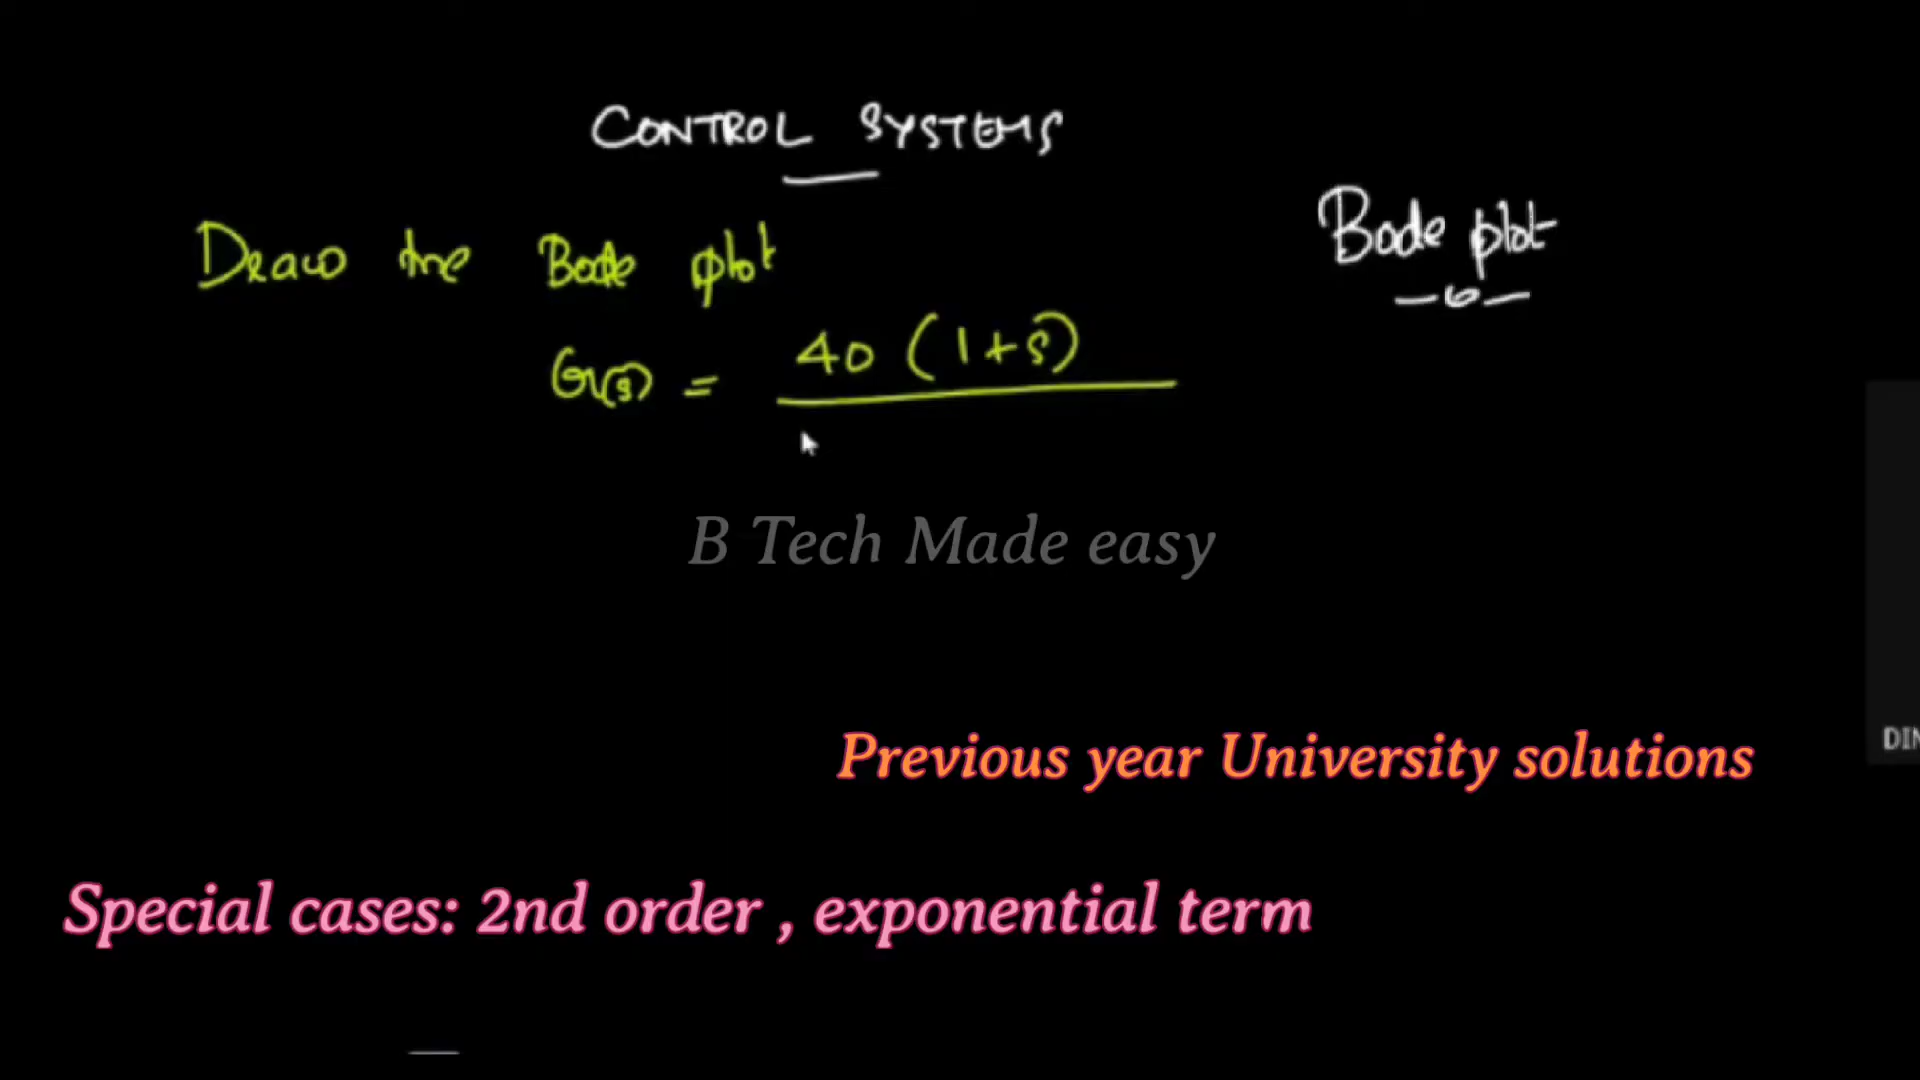 CONTROL SYSTEMS
Draw the Bode plot
Bode plot
G(s) = 40 (1+s)
B Tech Made easy
Previous year University solutions
DIN
Special cases: 2nd order , exponential term